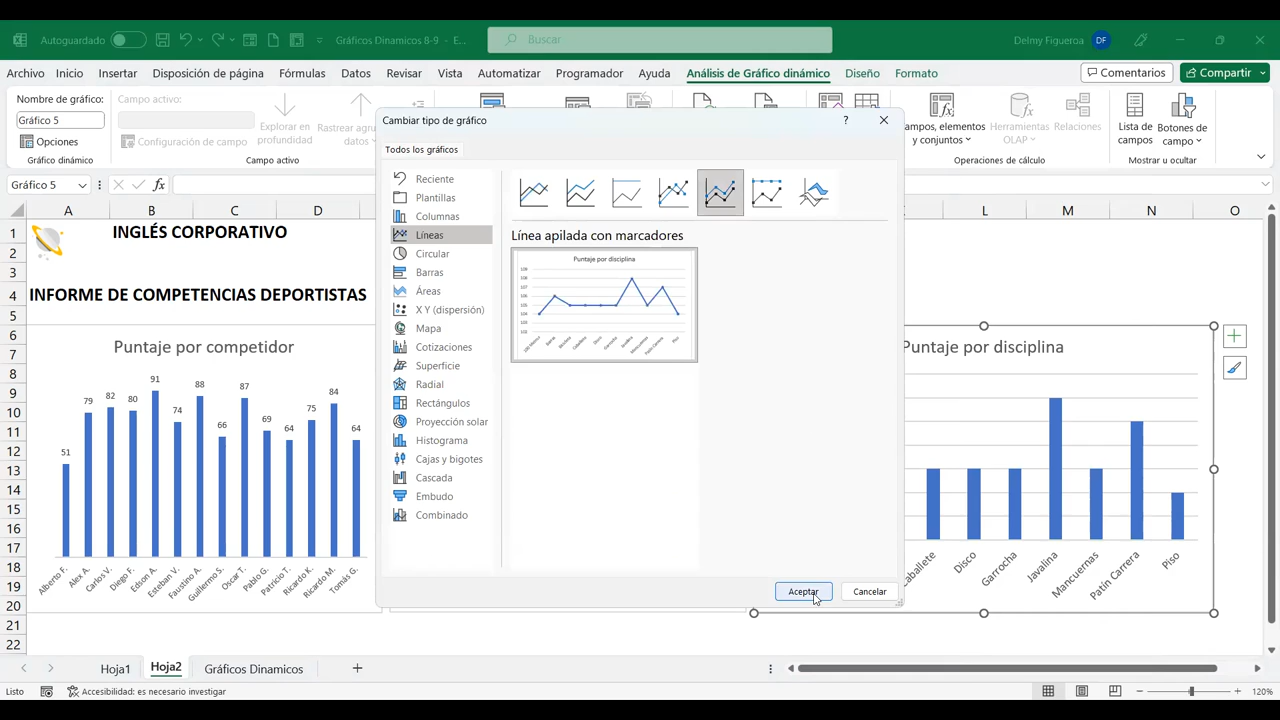 Autoguardado
Gráficos Dinamicos 8-9 - E...
Buscar
Delmy Figueroa
DF
Archivo Inicio Insertar Disposición de página Fórmulas Datos Revisar Vista Automatizar Programador Ayuda Análisis de Gráfico dinámico Diseño Formato
Comentarios
Compartir
Nombre de gráfico:
Gráfico 5
Opciones
Gráfico dinámico
Campo activo:
Configuración de campo
Explorar en profundidad
Rastrear agru
datos
Campo activo
ampos, elementos
y conjuntos
Herramientas
OLAP
Relaciones
Operaciones de cálculo
Lista de
campos
Botones de
campo
Mostrar u ocultar
Gráfico 5
fx
A B C D L M N O
1 2 3 4 5 6 7 8 9 10 11 12 13 14 15 16 17 18 19 20 21 22
INGLÉS CORPORATIVO
INFORME DE COMPETENCIAS DEPORTISTAS
Puntaje por competidor
51 79 82 80 91 74 88 66 87 69 64 75 84 64
Alberto F. Alex A. Carlos V. Diego F. Edson A. Esteban V. Faustino A. Guillermo S. Oscar T. Pablo G. Patricio T. Ricardo K. Ricardo M. Tomás G.
Cambiar tipo de gráfico
?
Todos los gráficos
Reciente
Plantillas
Columnas
Líneas
Circular
Barras
Áreas
X Y (dispersión)
Mapa
Cotizaciones
Superficie
Radial
Rectángulos
Proyección solar
Histograma
Cajas y bigotes
Cascada
Embudo
Combinado
Línea apilada con marcadores
Puntaje por disciplina
Aceptar
Cancelar
Puntaje por disciplina
Caballete Disco Garrocha Javalina Mancuernas Patín Carrera Piso
Hoja1 Hoja2 Gráficos Dinamicos
Listo
Accesibilidad: es necesario investigar
120%